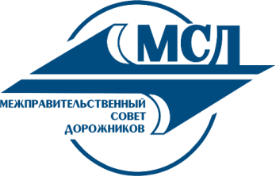 МСД
МЕЖПРАВИТЕЛЬСТВЕННЫЙ
СОВЕТ
ДОРОЖНИКОВ